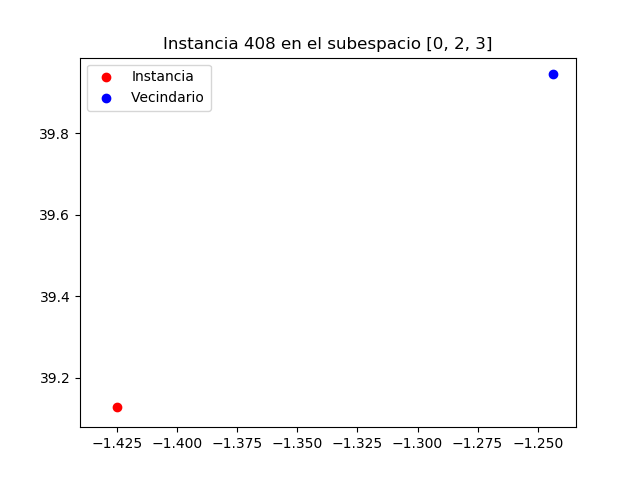 Instancia 408 en el subespacio [0, 2, 3]
Instancia
Vecindario
39.8
39.6
39.4
39.2
−1.425 −1.400 −1.375 −1.350 −1.325 −1.300 −1.275 −1.250